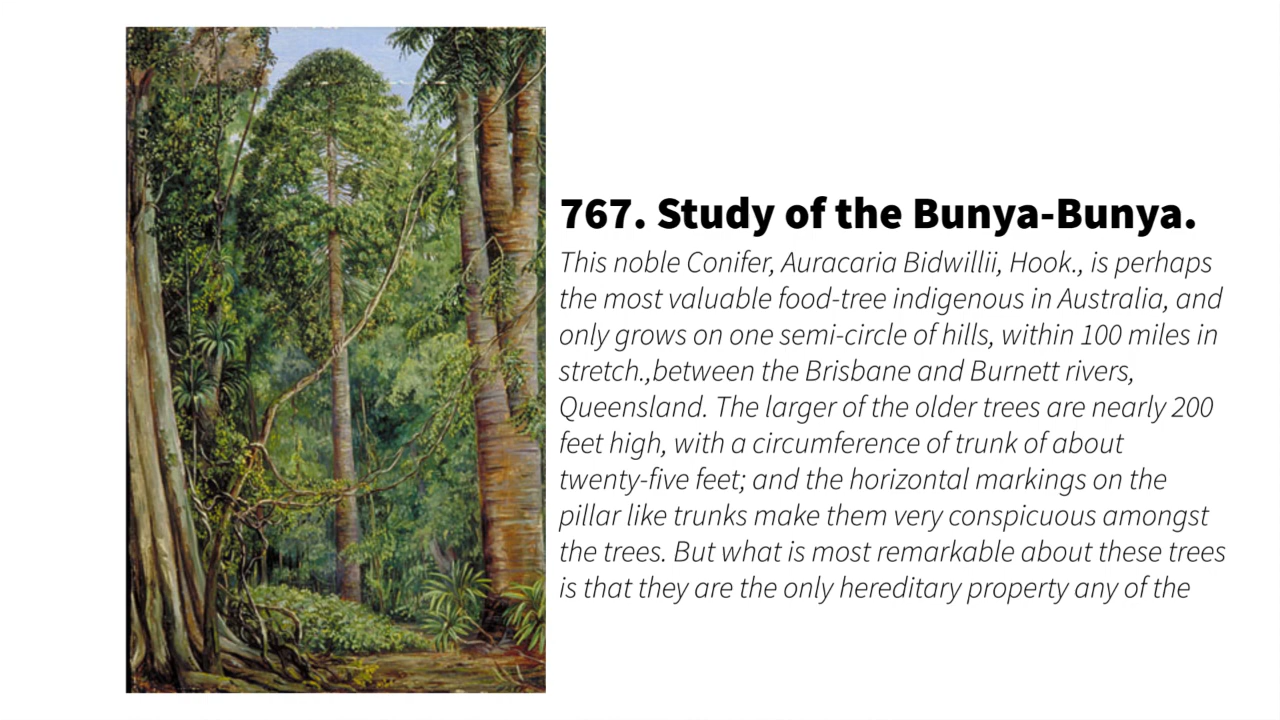 767. Study of the Bunya-Bunya.
This noble Conifer, Auracaria Bidwillii, Hook., is perhaps
the most valuable food-tree indigenous in Australia, and
only grows on one semi-circle of hills, within 100 miles in
stretch.,between the Brisbane and Burnett rivers,
Queensland. The larger of the older trees are nearly 200
feet high, with a circumference of trunk of about
twenty-five feet; and the horizontal markings on the
pillar like trunks make them very conspicuous amongst
the trees. But what is most remarkable about these trees
is that they are the only hereditary property any of the